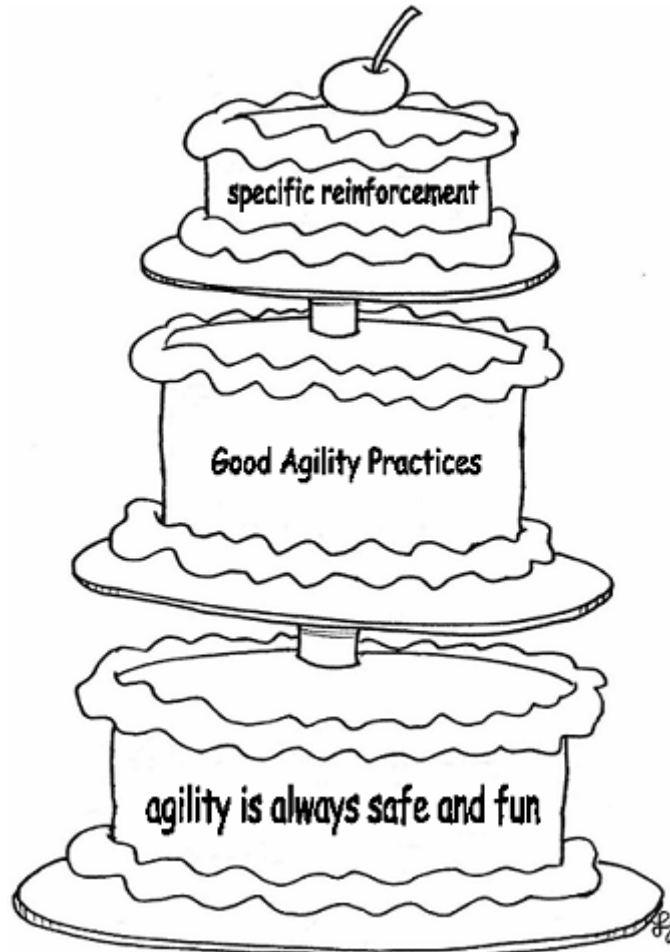 specific reinforcement
Good Agility Practices
agility is always safe and fun